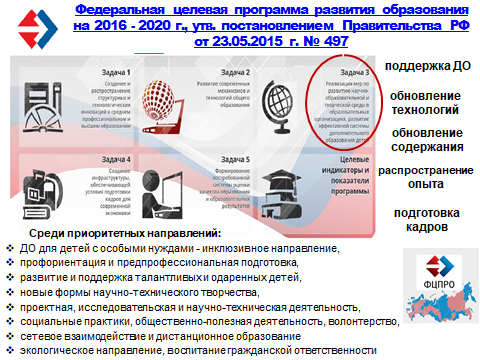 Федеральная целевая программа развития образования
на 2016 - 2020 г., утв. постановлением Правительства РФ
от 23.05.2015 г. № 497
Задача 1
Создание и
распространение
структурных и
технологических
инноваций в среднем
профессиональном и
высшем образовании
Задача 2
Развитие современных
механизмов и
технологий общего
образования
Задача 3
Реализация мер по
развитию научно-
образовательной и
творческой среды в
образовательных
организациях, развитие
эффективной системы
дополнительного
образования детей
Задача 4
Создание
инфраструктуры,
обеспечивающей
условия подготовки
кадров для
современной
экономики
Задача 5
Формирование
востребованной
системы оценки
качества образования
и образовательных
результатов
Целевые
индикаторы и
показатели
программы
поддержка ДО
обновление
технологий
обновление
содержания
распространение
опыта
подготовка
кадров
Среди приоритетных направлений:
❖ ДО для детей с особыми нуждами - инклюзивное направление,
❖ профориентация и предпрофессиональная подготовка,
❖ развитие и поддержка талантливых и одаренных детей,
❖ новые формы научно-технического творчества,
❖ проектная, исследовательская и научно-техническая деятельность,
❖ социальные практики, общественно-полезная деятельность, волонтерство,
❖ сетевое взаимодействие и дистанционное образование
❖ экологическое направление, воспитание гражданской ответственности
ФЦПРО